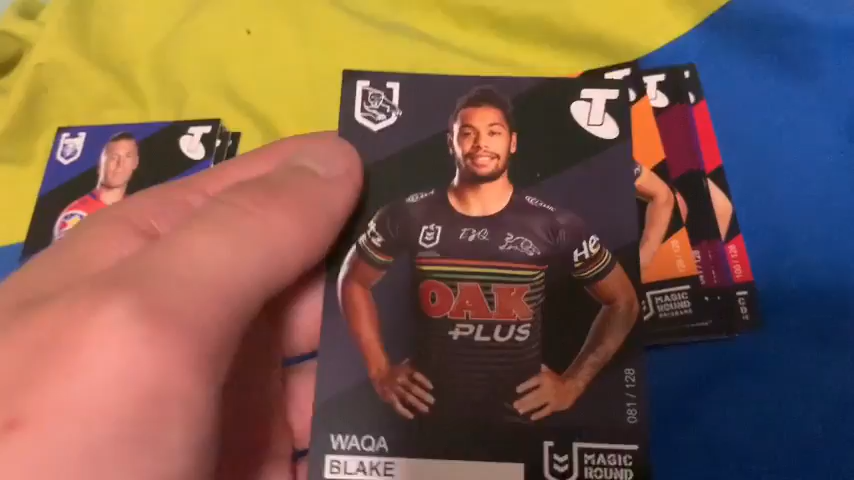 T
OAK
PLUS
081 / 128
WAQA
BLAKE
MAGIC
ROUND
MAGIC
ROUND
BRISBANE